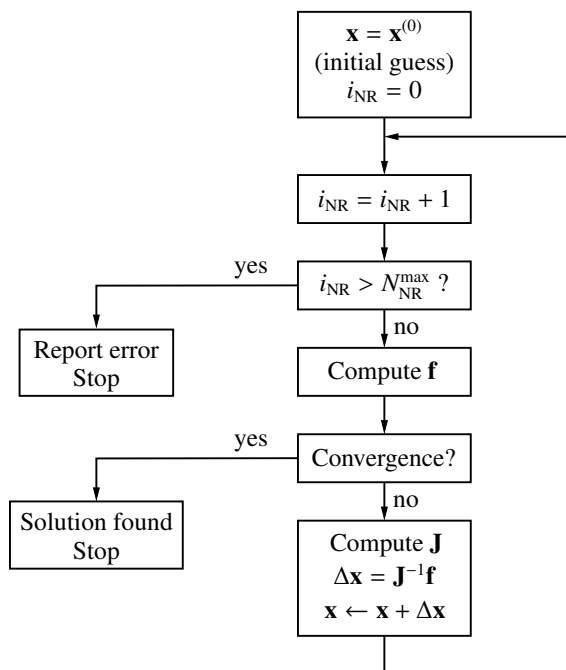 x = x⁽⁰⁾
(initial guess)
i_NR = 0
i_NR = i_NR + 1
yes
i_NR > N_NR^max ?
no
Report error
Stop
Compute f
yes
Convergence?
no
Solution found
Stop
Compute J
Δx = J⁻¹f
x ← x + Δx